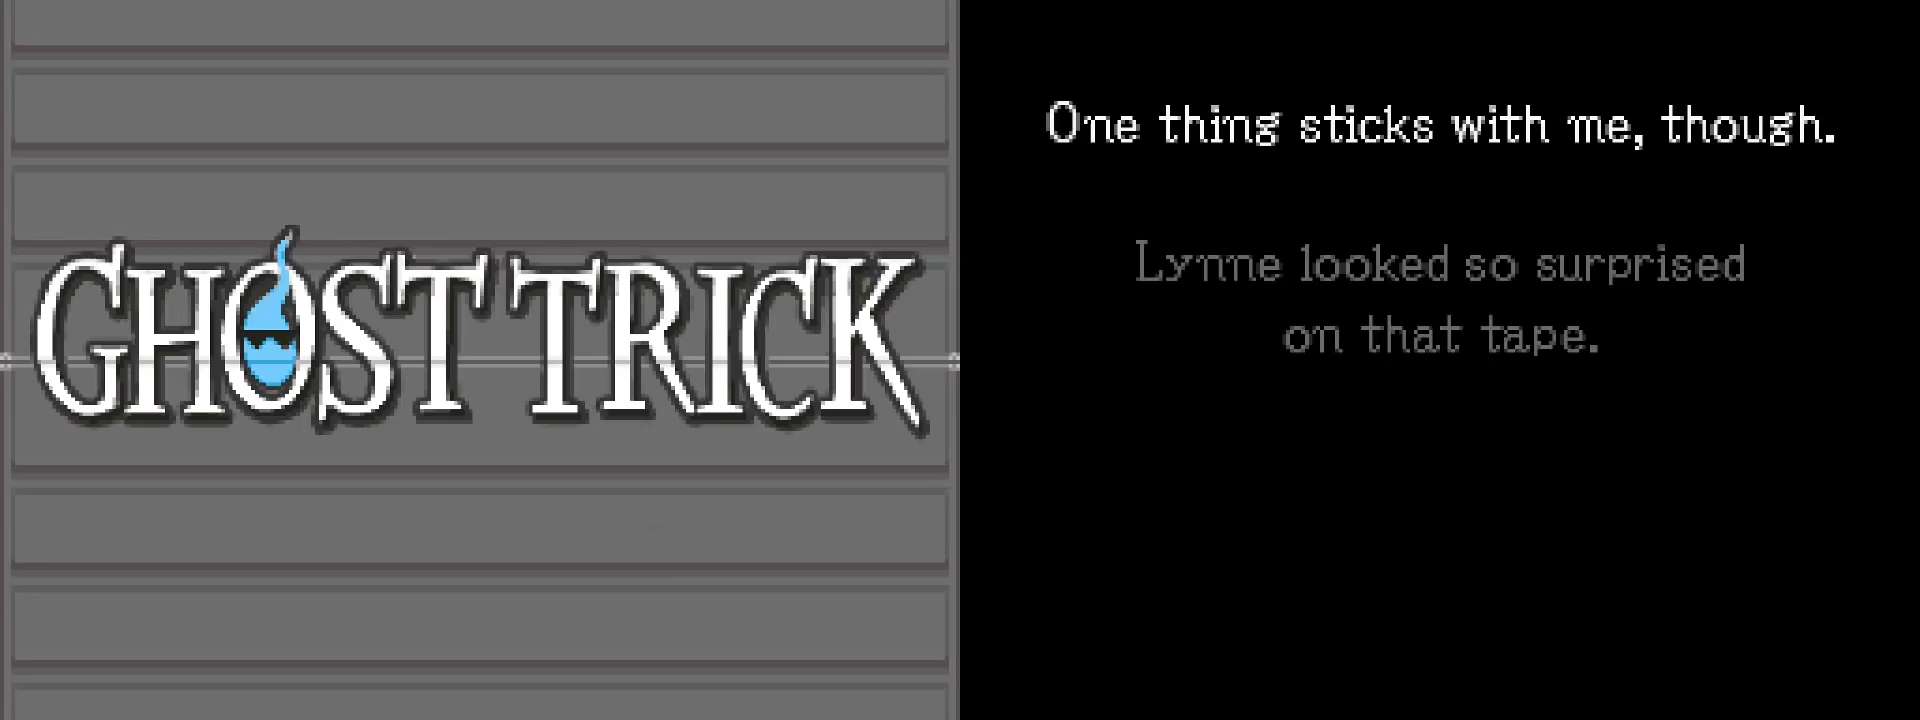 GHOST TRICK
One thing sticks with me, though.
Lynne looked so surprised
on that tape.